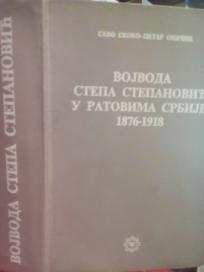 САВО СКОКО-ПЕТАР ОПАЧИЋ
ВОЈВОДА
СТЕПА СТЕПАНОВИЋ
У РАТОВИМА СРБИЈЕ
1876-1918
ВОЈВОДА СТЕПА СТЕПАНОВИЋ